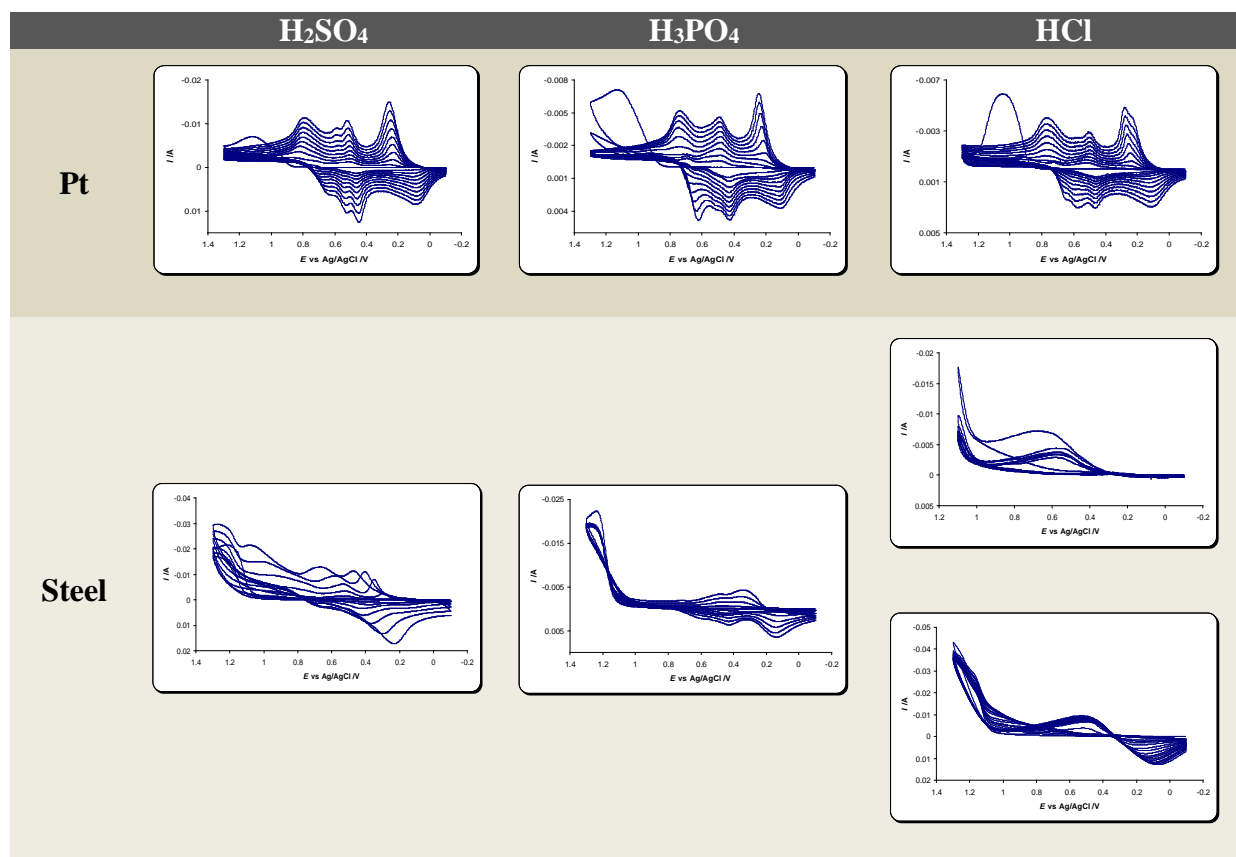 H₂SO₄ H₃PO₄ HCl
Pt
-0.02
-0.01
0
0.01
I /A
1.4 1.2 1 0.8 0.6 0.4 0.2 0 -0.2
E vs Ag/AgCl /V
-0.008
-0.005
-0.002
0.001
0.004
I /A
1.4 1.2 1 0.8 0.6 0.4 0.2 0 -0.2
E vs Ag/AgCl /V
-0.007
-0.003
0.001
0.005
I /A
1.4 1.2 1 0.8 0.6 0.4 0.2 0 -0.2
E vs Ag/AgCl /V
Steel
-0.02
-0.015
-0.01
-0.005
0
0.005
I /A
1.2 1 0.8 0.6 0.4 0.2 0 -0.2
E vs Ag/AgCl /V
-0.04
-0.03
-0.02
-0.01
0
0.01
0.02
I /A
1.4 1.2 1 0.8 0.6 0.4 0.2 0 -0.2
E vs Ag/AgCl /V
-0.025
-0.015
-0.005
0.005
I /A
1.4 1.2 1 0.8 0.6 0.4 0.2 0 -0.2
E vs Ag/AgCl /V
-0.05
-0.04
-0.03
-0.02
-0.01
0
0.01
0.02
I /A
1.4 1.2 1 0.8 0.6 0.4 0.2 0 -0.2
E vs Ag/AgCl /V